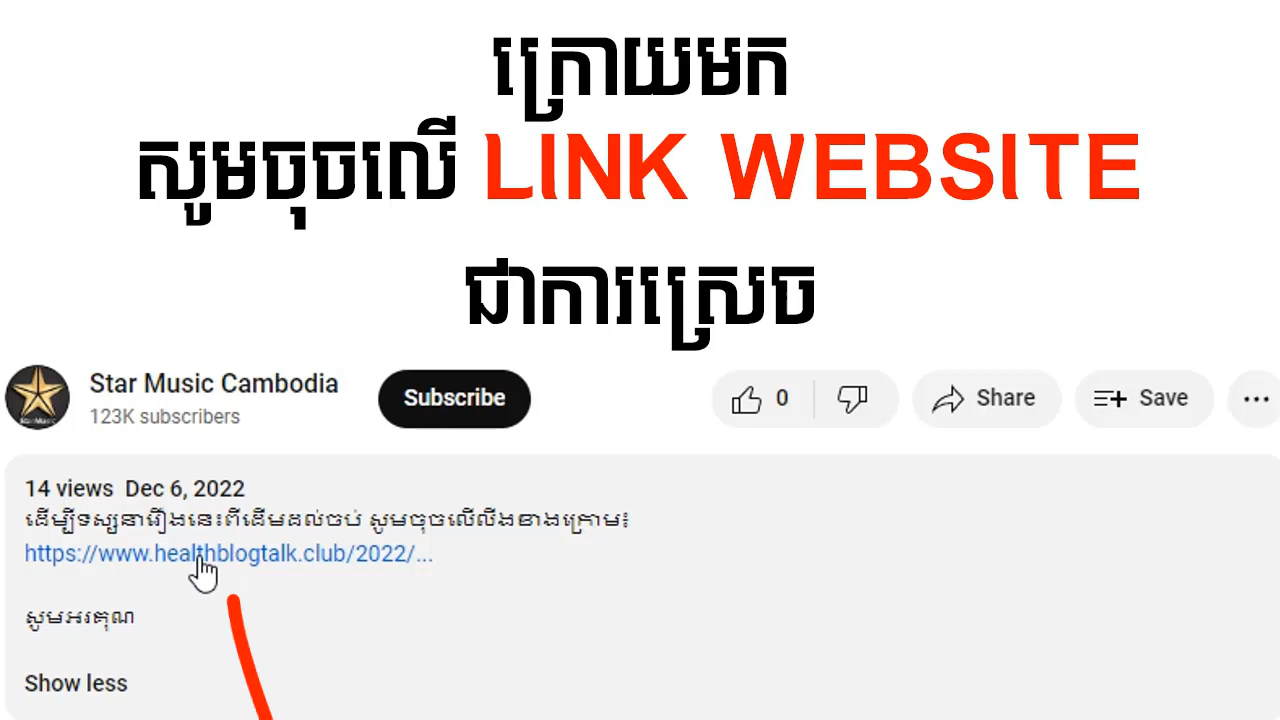 ក្រោយមក
សូមចុចលើ LINK WEBSITE
ជាការស្រេច
Star Music Cambodia
123K subscribers
Subscribe
0
Share
Save
14 views Dec 6, 2022
ដើម្បីទស្សនារឿងនេះពីដើមដល់ចប់ សូមចុចលើលីងខាងក្រោម៖
https://www.healthblogtalk.club/2022/...
សូមអរគុណ
Show less